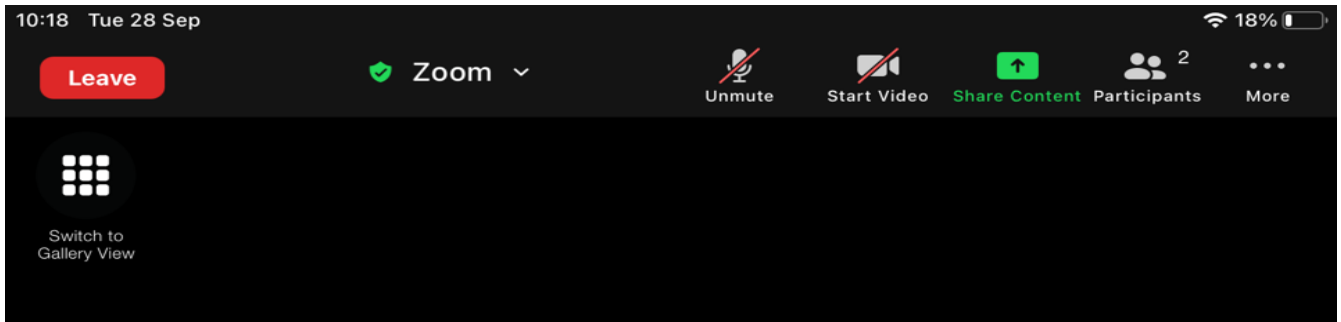 10:18 Tue 28 Sep 18%
Leave Zoom Unmute Start Video Share Content Participants 2 More
Switch to
Gallery View